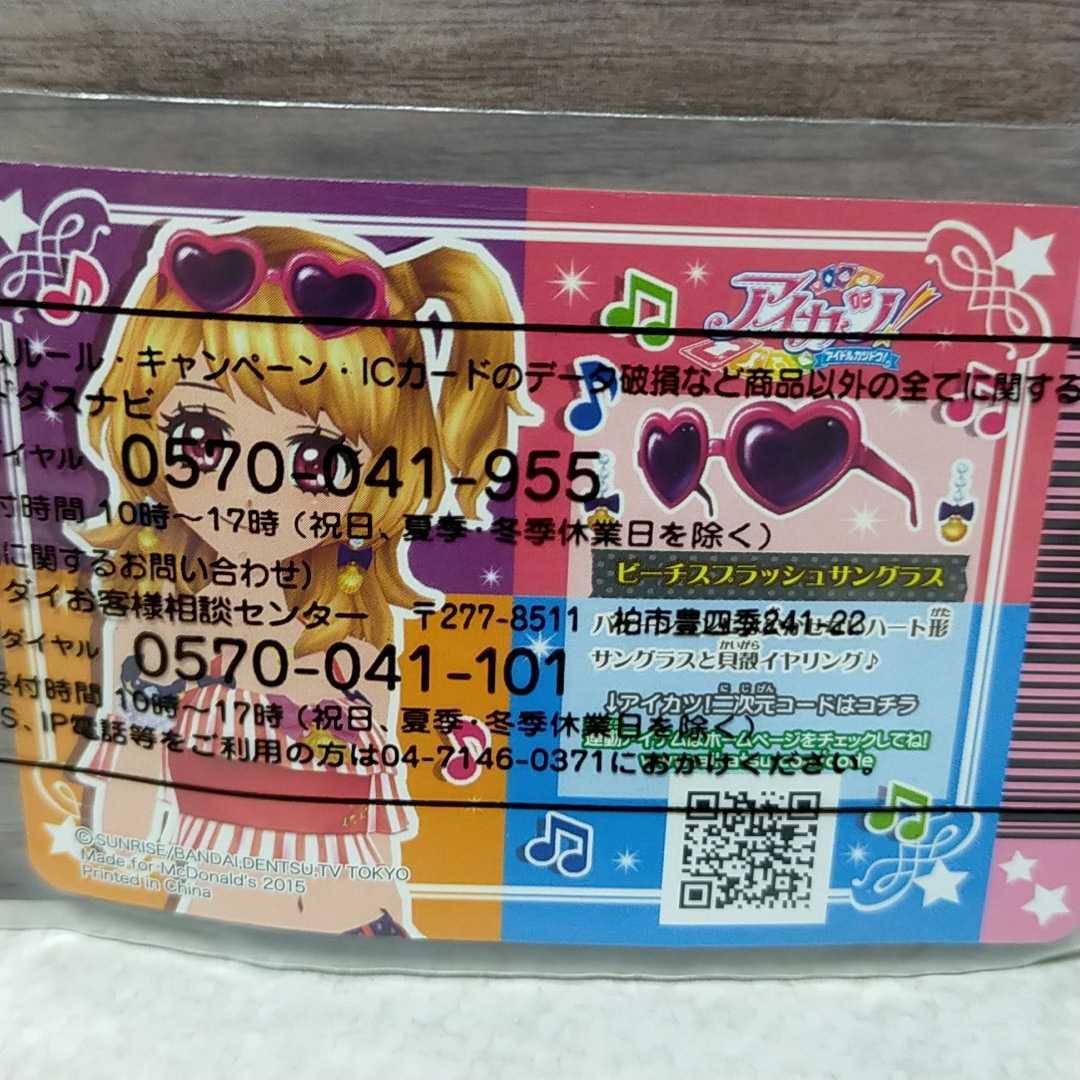 アイカツ!
アイドルカツドウ!
ムルール・キャンペーン・ICカードのデータ破損など商品以外の全てに関する
ドダスナビ
イヤル 0570-041-955
付時間 10時～17時（祝日、夏季・冬季休業日を除く）
に関するお問い合わせ)
ダイお客様相談センター 〒277-8511 柏市豊四季241-22
ダイヤル 0570-041-101
受付時間 10時～17時（祝日、夏季・冬季休業日を除く）
S、IP電話等をご利用の方は04-7146-0371におかけください。
ビーチスプラッシュサングラス
ハート形
がた
サングラスと貝殻イヤリング♪
かいがら
↓アイカツ!二次元コードはコチラ
にじげん
連動アイテムはホームページをチェックしてね!
©SUNRISE/BANDAI,DENTSU,TV TOKYO
Made for McDonald's 2015
Printed in China